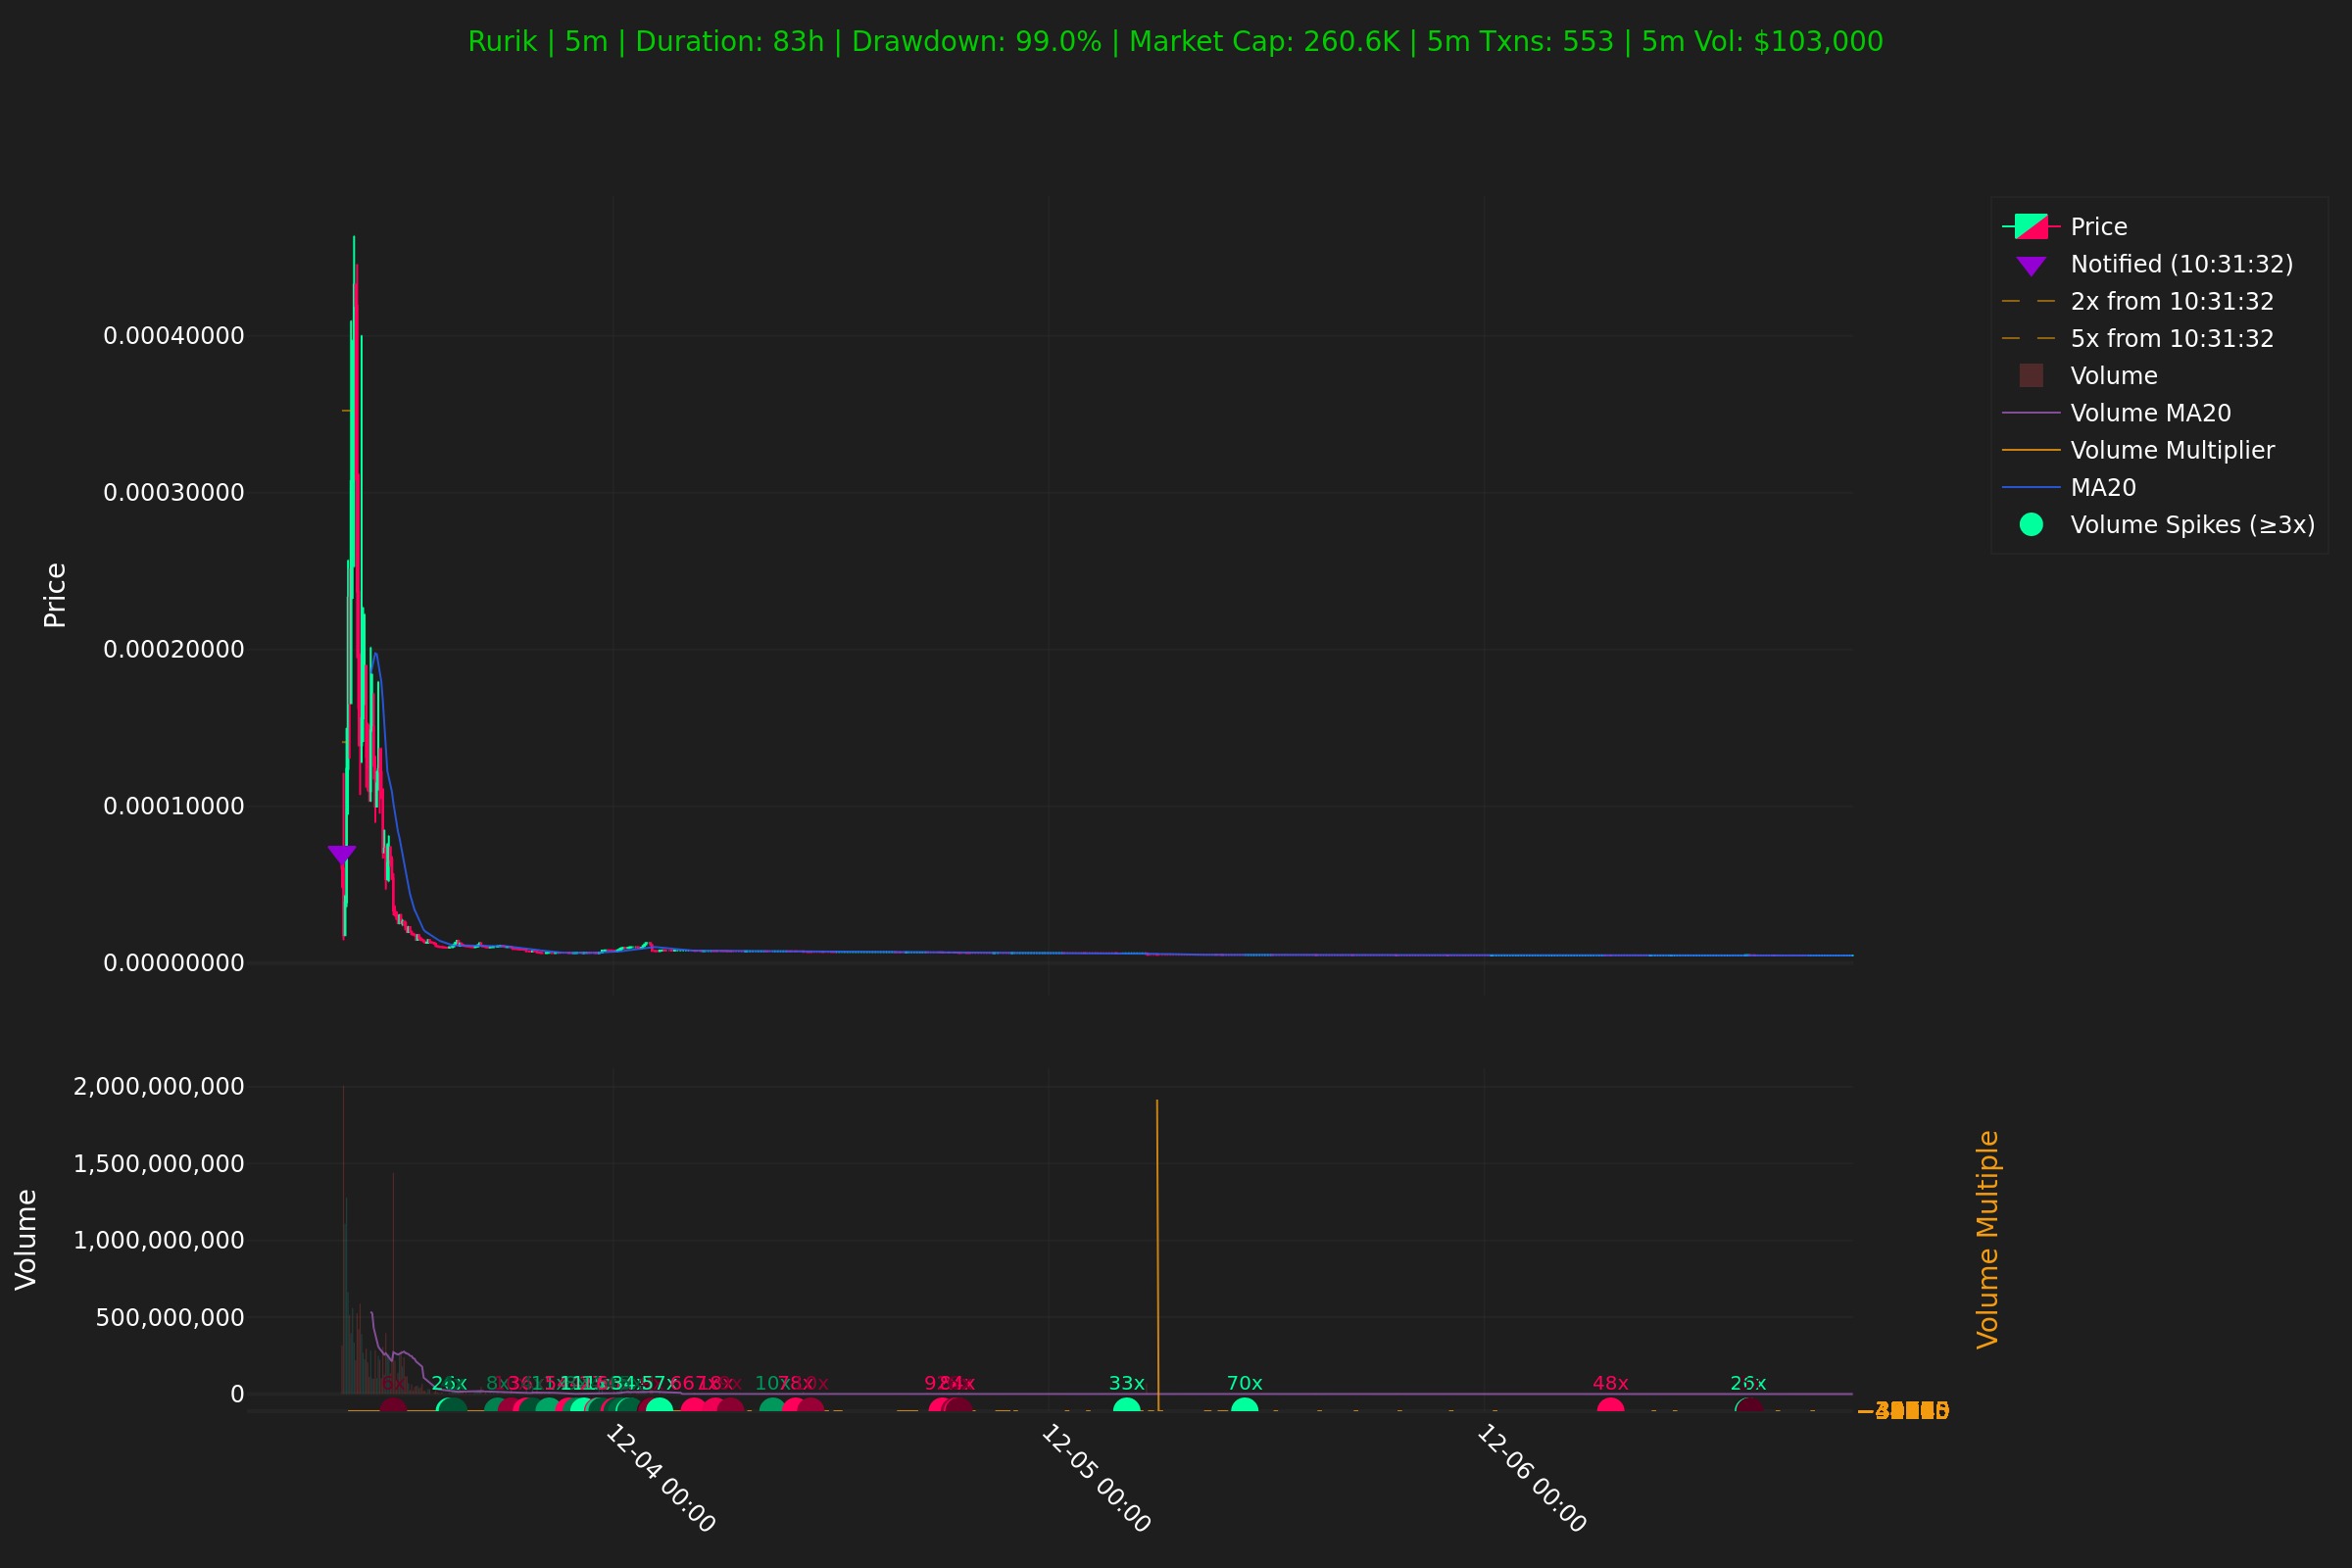 Rurik | 5m | Duration: 83h | Drawdown: 99.0% | Market Cap: 260.6K | 5m Txns: 553 | 5m Vol: $103,000
Price
Notified (10:31:32)
2x from 10:31:32
5x from 10:31:32
Volume
Volume MA20
Volume Multiplier
MA20
Volume Spikes (≥3x)
Price
0.00040000
0.00030000
0.00020000
0.00010000
0.00000000
Volume
2,000,000,000
1,500,000,000
1,000,000,000
500,000,000
0
Volume Multiple
6x
26x
57x
78x
84x
33x
70x
48x
26x
12-04 00:00
12-05 00:00
12-06 00:00